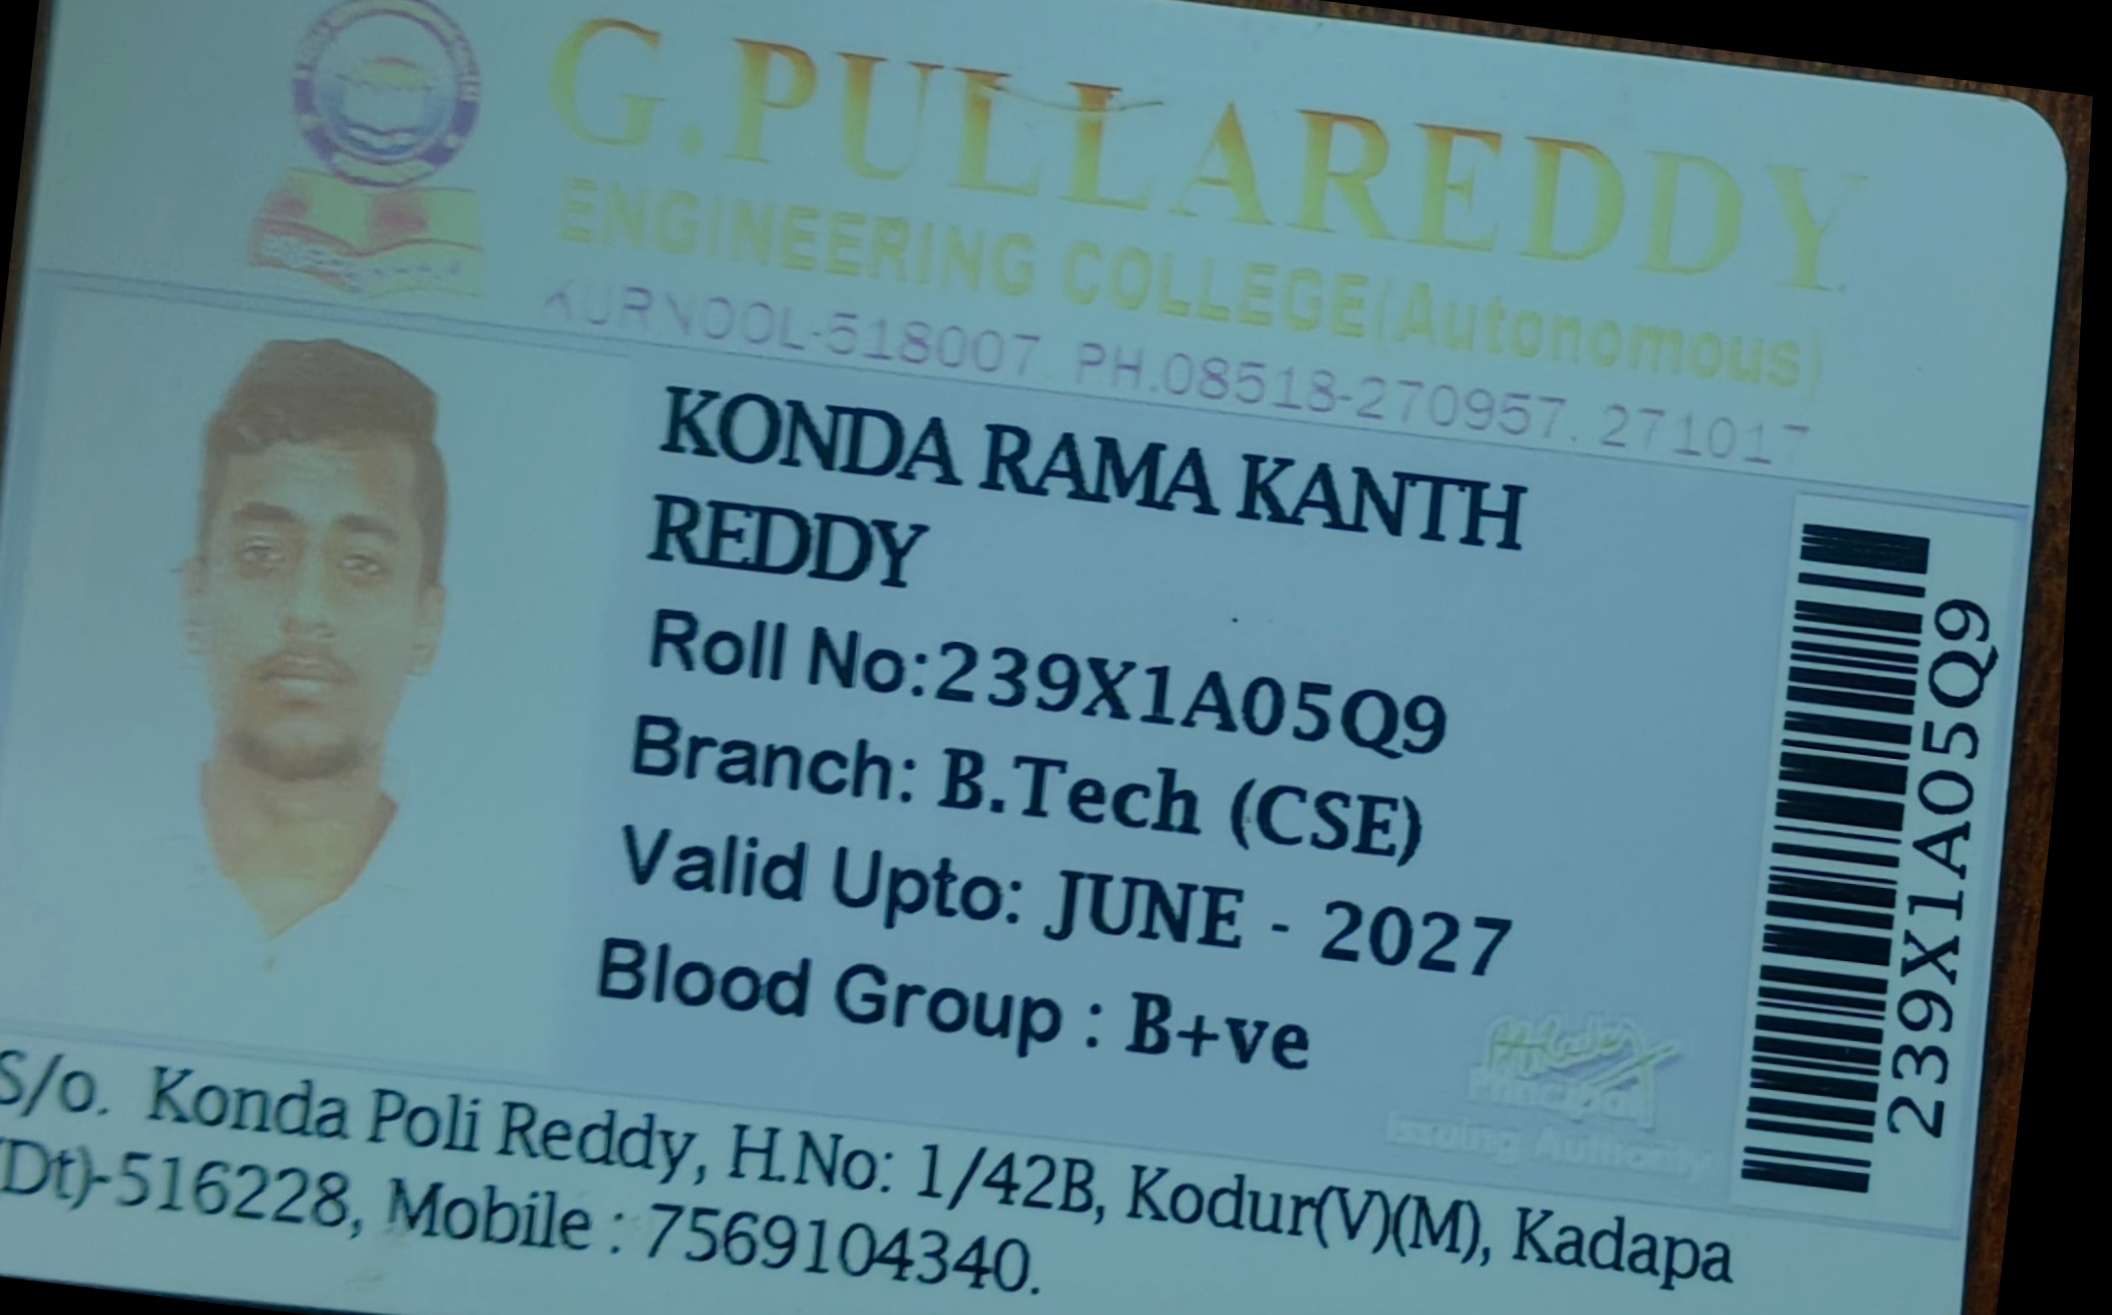 G.PULLAREDDY
ENGINEERING COLLEGE(Autonomous)
KURNOOL-518007. PH.08518-270957. 271017
KONDA RAMA KANTH
REDDY
Roll No:239X1A05Q9
Branch: B.Tech (CSE)
Valid Upto: JUNE - 2027
Blood Group : B+ve
239X1A05Q9
Principal
Issuing Authority
S/o. Konda Poli Reddy, H.No: 1/42B, Kodur(V)(M), Kadapa
(Dt)-516228, Mobile : 7569104340.